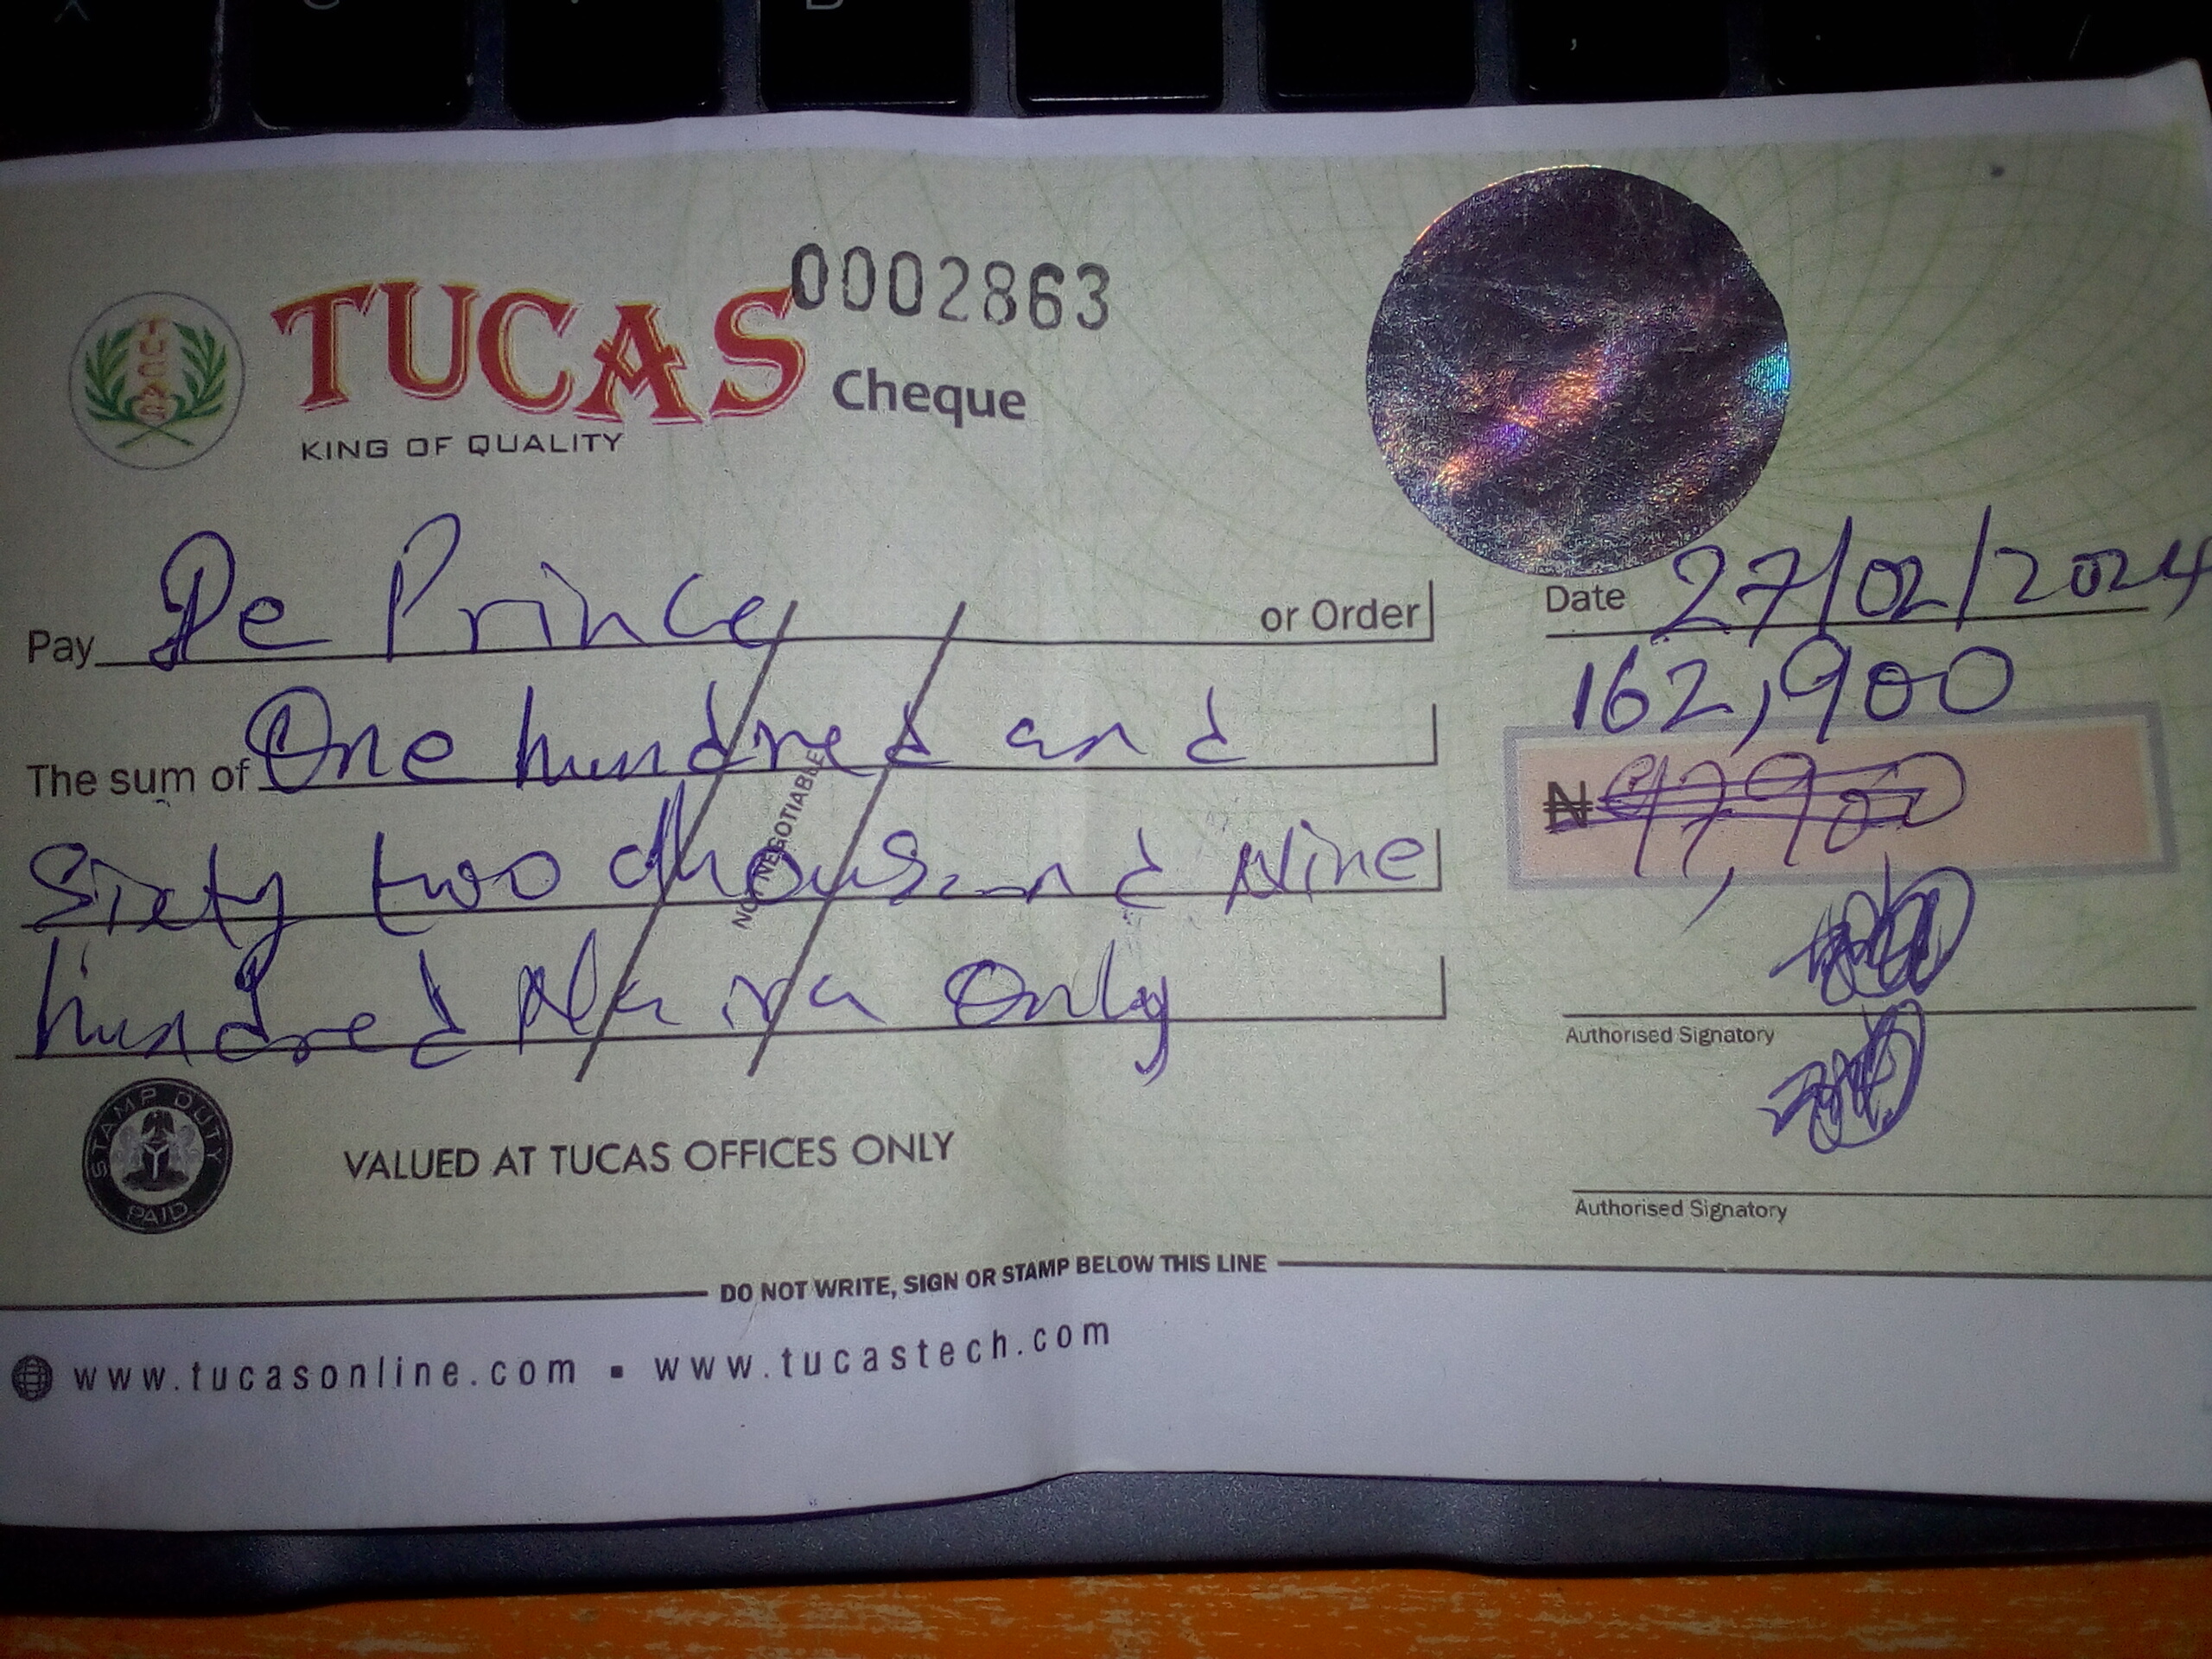 0002863
TUCAS
TUCAS Cheque
KING OF QUALITY
Pay De Prince or Order
Date 27/02/2024
162,900
The sum of One hundred and
₦ 97,900
Sixty two thousand Nine
hundred Naira Only
NOT NEGOTIABLE
Authorised Signatory
STAMP DUTY PAID
VALUED AT TUCAS OFFICES ONLY
Authorised Signatory
DO NOT WRITE, SIGN OR STAMP BELOW THIS LINE
www.tucasonline.com ▪ www.tucastech.com